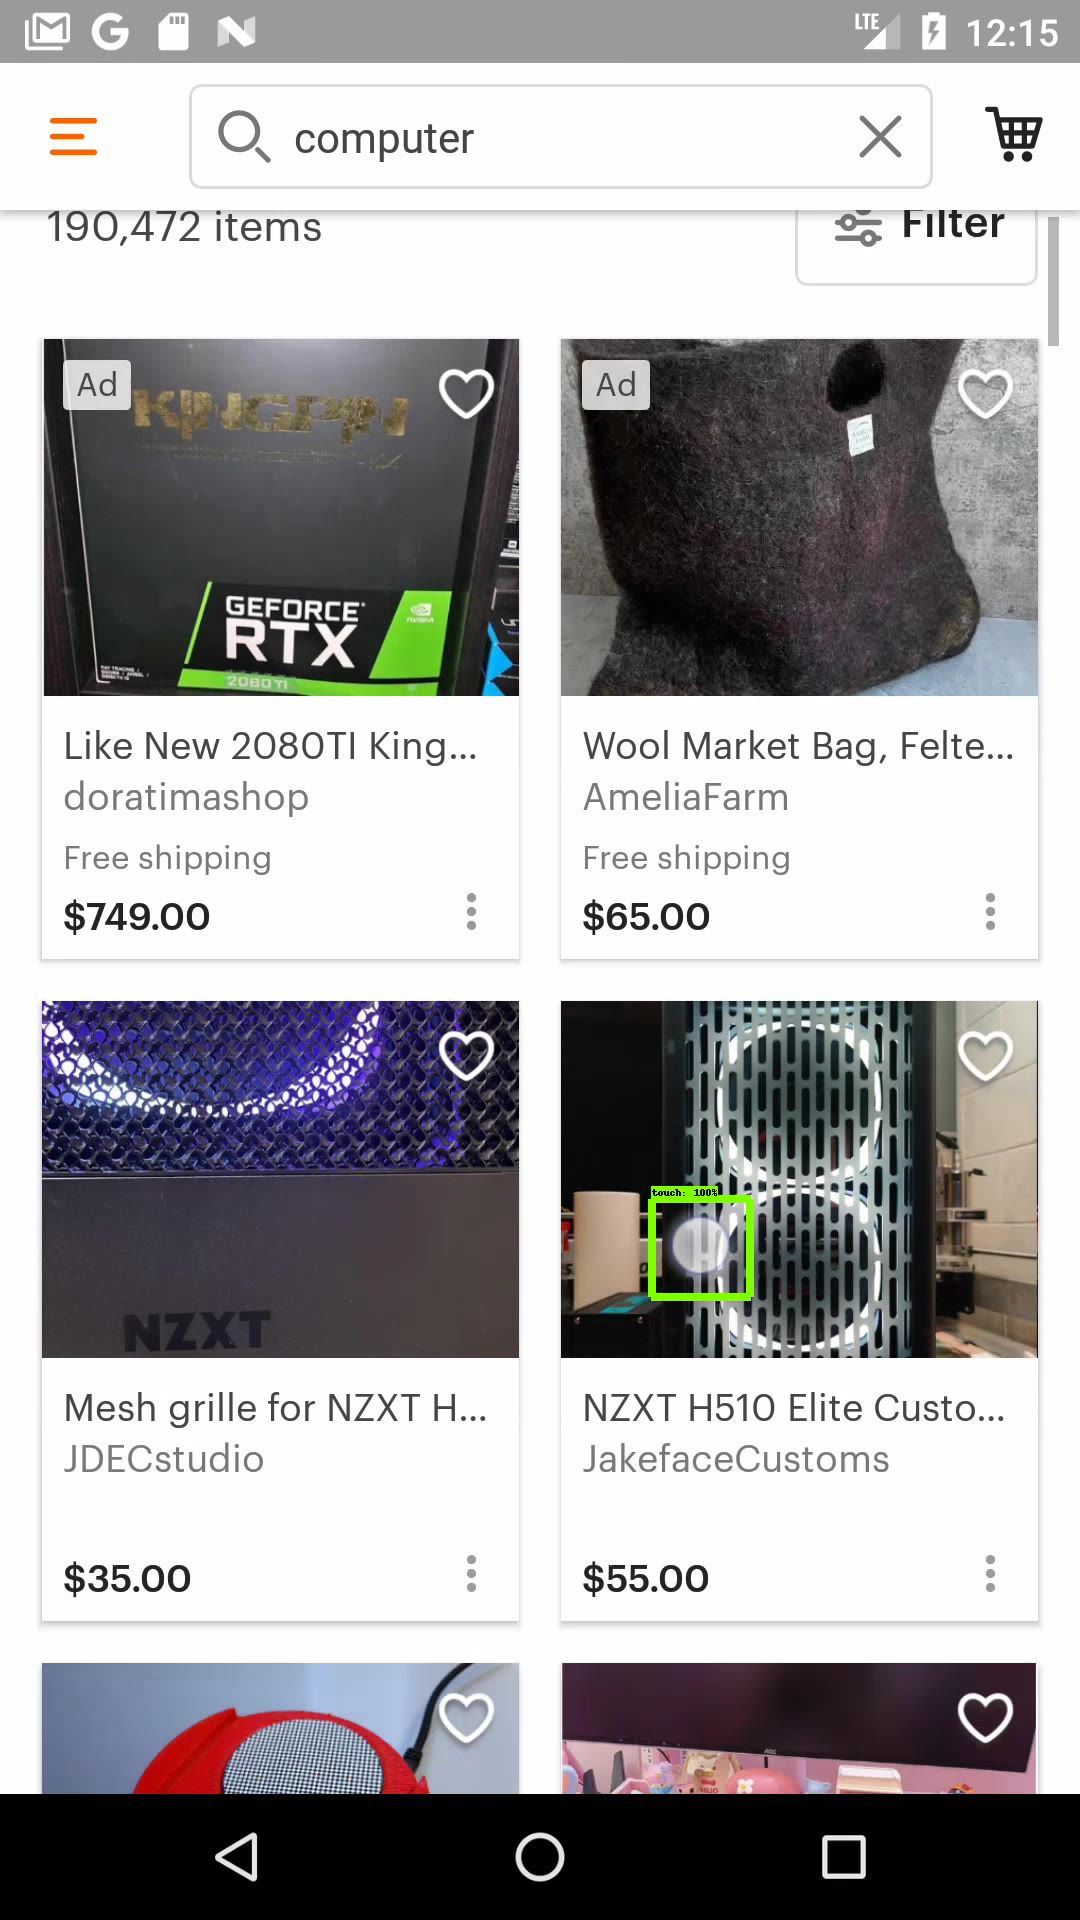 LTE 12:15
computer
190,472 items
Filter
Ad
KINGPIN
GEFORCE
RTX
2080 TI
NVIDIA
Ad
Like New 2080TI King...
doratimashop
Free shipping
$749.00
Wool Market Bag, Felte...
AmeliaFarm
Free shipping
$65.00
NZXT
touch: 100%
Mesh grille for NZXT H...
JDECstudio
$35.00
NZXT H510 Elite Custo...
JakefaceCustoms
$55.00